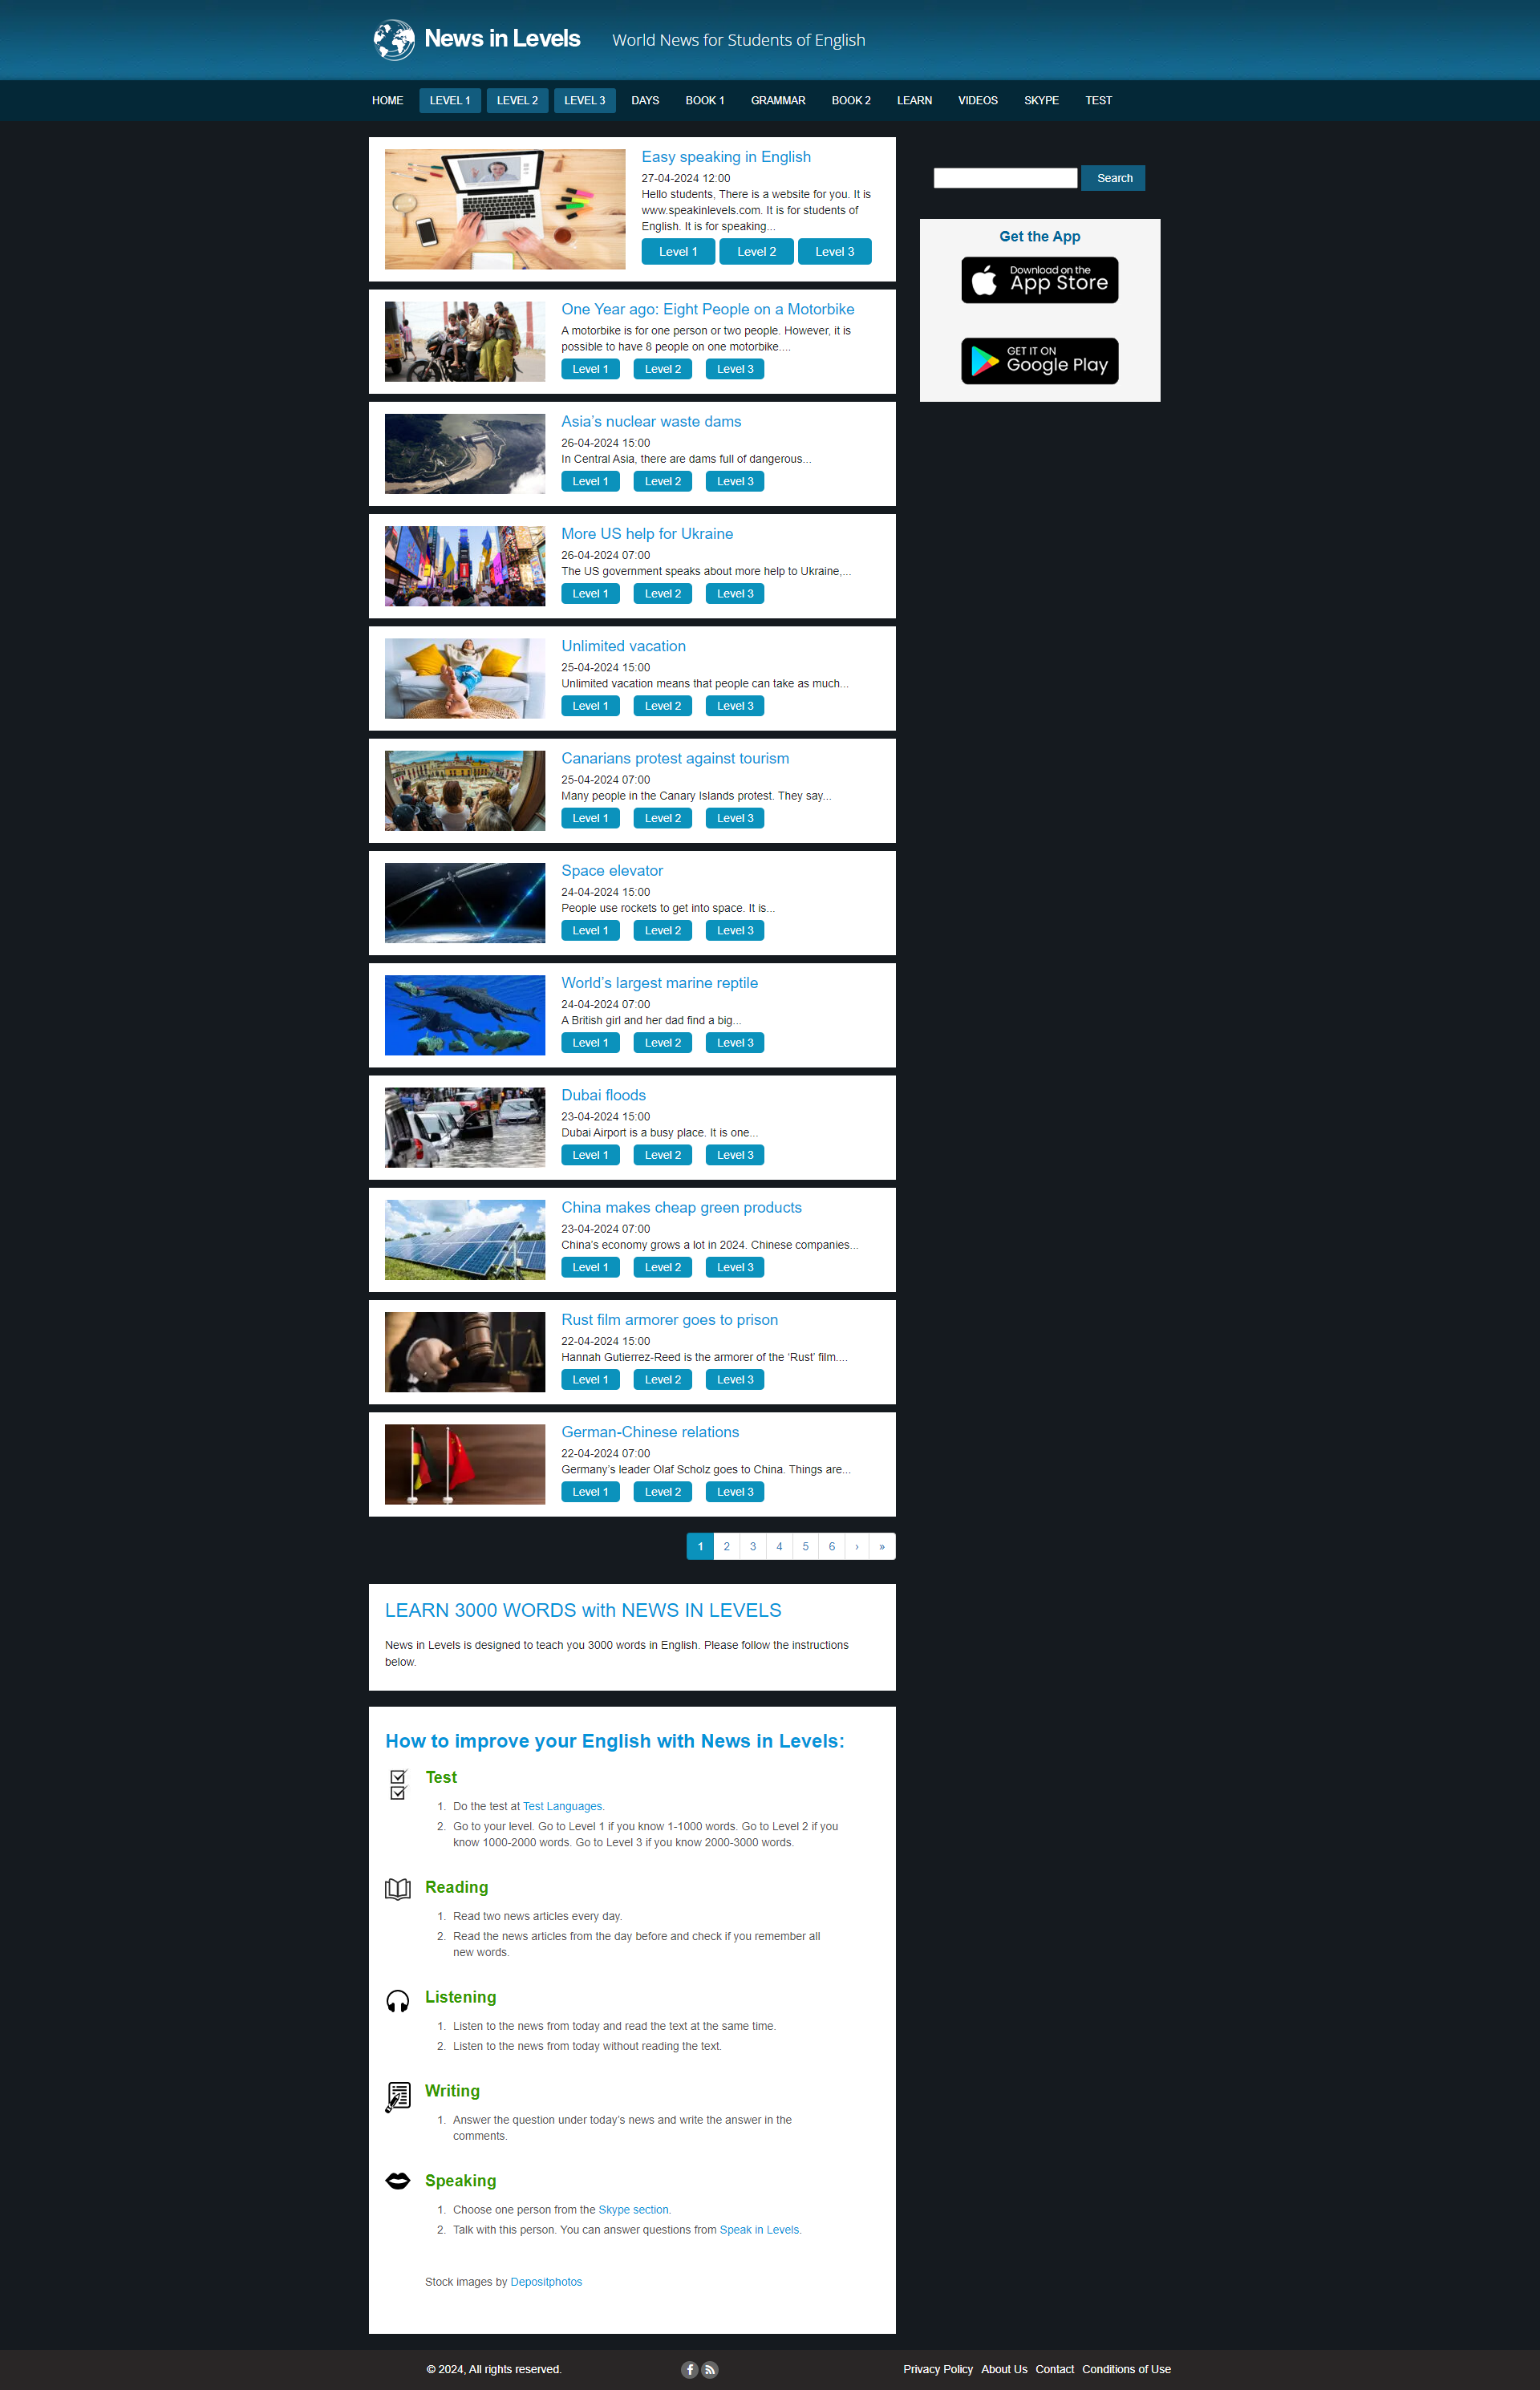 News in Levels
World News for Students of English
HOME LEVEL 1 LEVEL 2 LEVEL 3 DAYS BOOK 1 GRAMMAR BOOK 2 LEARN VIDEOS SKYPE TEST
Easy speaking in English
27-04-2024 12:00
Hello students, There is a website for you. It is
www.speakinlevels.com. It is for students of
English. It is for speaking...
Level 1 Level 2 Level 3
Search
Get the App
Download on the
App Store
GET IT ON
Google Play
One Year ago: Eight People on a Motorbike
A motorbike is for one person or two people. However, it is
possible to have 8 people on one motorbike....
Level 1 Level 2 Level 3
Asia’s nuclear waste dams
26-04-2024 15:00
In Central Asia, there are dams full of dangerous...
Level 1 Level 2 Level 3
More US help for Ukraine
26-04-2024 07:00
The US government speaks about more help to Ukraine,...
Level 1 Level 2 Level 3
Unlimited vacation
25-04-2024 15:00
Unlimited vacation means that people can take as much...
Level 1 Level 2 Level 3
Canarians protest against tourism
25-04-2024 07:00
Many people in the Canary Islands protest. They say...
Level 1 Level 2 Level 3
Space elevator
24-04-2024 15:00
People use rockets to get into space. It is...
Level 1 Level 2 Level 3
World’s largest marine reptile
24-04-2024 07:00
A British girl and her dad find a big...
Level 1 Level 2 Level 3
Dubai floods
23-04-2024 15:00
Dubai Airport is a busy place. It is one...
Level 1 Level 2 Level 3
China makes cheap green products
23-04-2024 07:00
China’s economy grows a lot in 2024. Chinese companies...
Level 1 Level 2 Level 3
Rust film armorer goes to prison
22-04-2024 15:00
Hannah Gutierrez-Reed is the armorer of the ‘Rust’ film....
Level 1 Level 2 Level 3
German-Chinese relations
22-04-2024 07:00
Germany’s leader Olaf Scholz goes to China. Things are...
Level 1 Level 2 Level 3
1 2 3 4 5 6 › »
LEARN 3000 WORDS with NEWS IN LEVELS
News in Levels is designed to teach you 3000 words in English. Please follow the instructions
below.
How to improve your English with News in Levels:
Test
1. Do the test at Test Languages.
2. Go to your level. Go to Level 1 if you know 1-1000 words. Go to Level 2 if you
know 1000-2000 words. Go to Level 3 if you know 2000-3000 words.
Reading
1. Read two news articles every day.
2. Read the news articles from the day before and check if you remember all
new words.
Listening
1. Listen to the news from today and read the text at the same time.
2. Listen to the news from today without reading the text.
Writing
1. Answer the question under today’s news and write the answer in the
comments.
Speaking
1. Choose one person from the Skype section.
2. Talk with this person. You can answer questions from Speak in Levels.
Stock images by Depositphotos
© 2024, All rights reserved.
Privacy Policy About Us Contact Conditions of Use